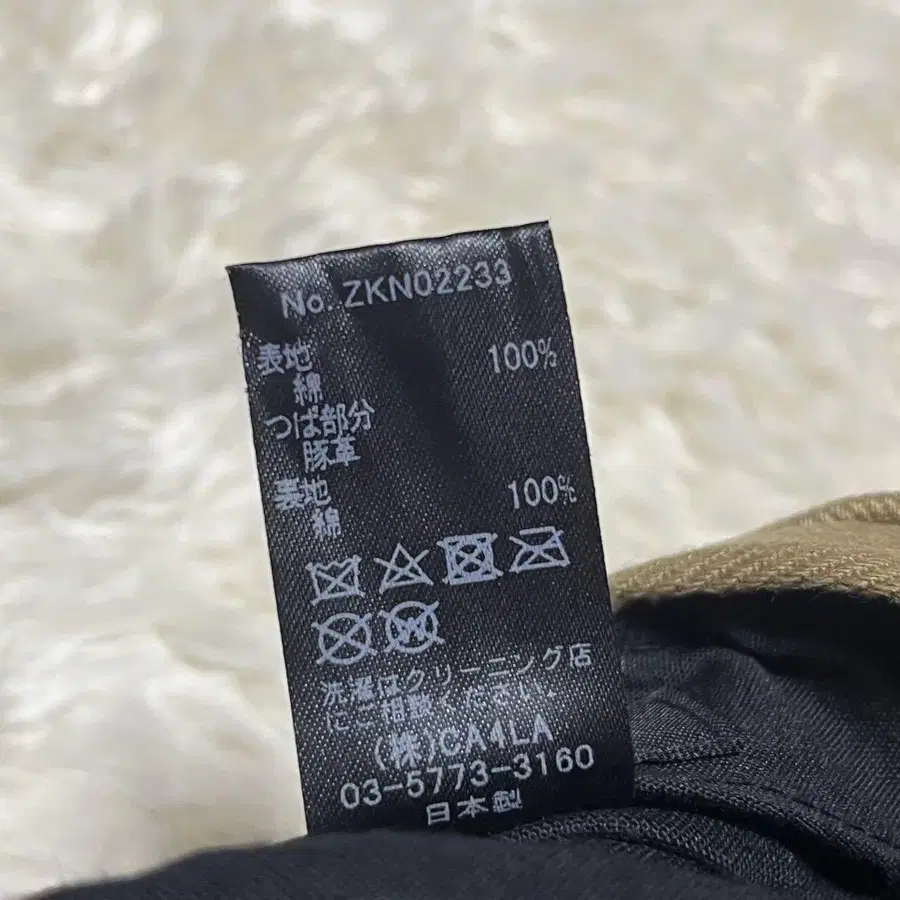 No. ZKN02233
表地
綿 100%
つば部分
豚革
裏地
綿 100%
洗濯はクリーニング店
にご相談ください。
(株)CA4LA
03-5773-3160
日本製